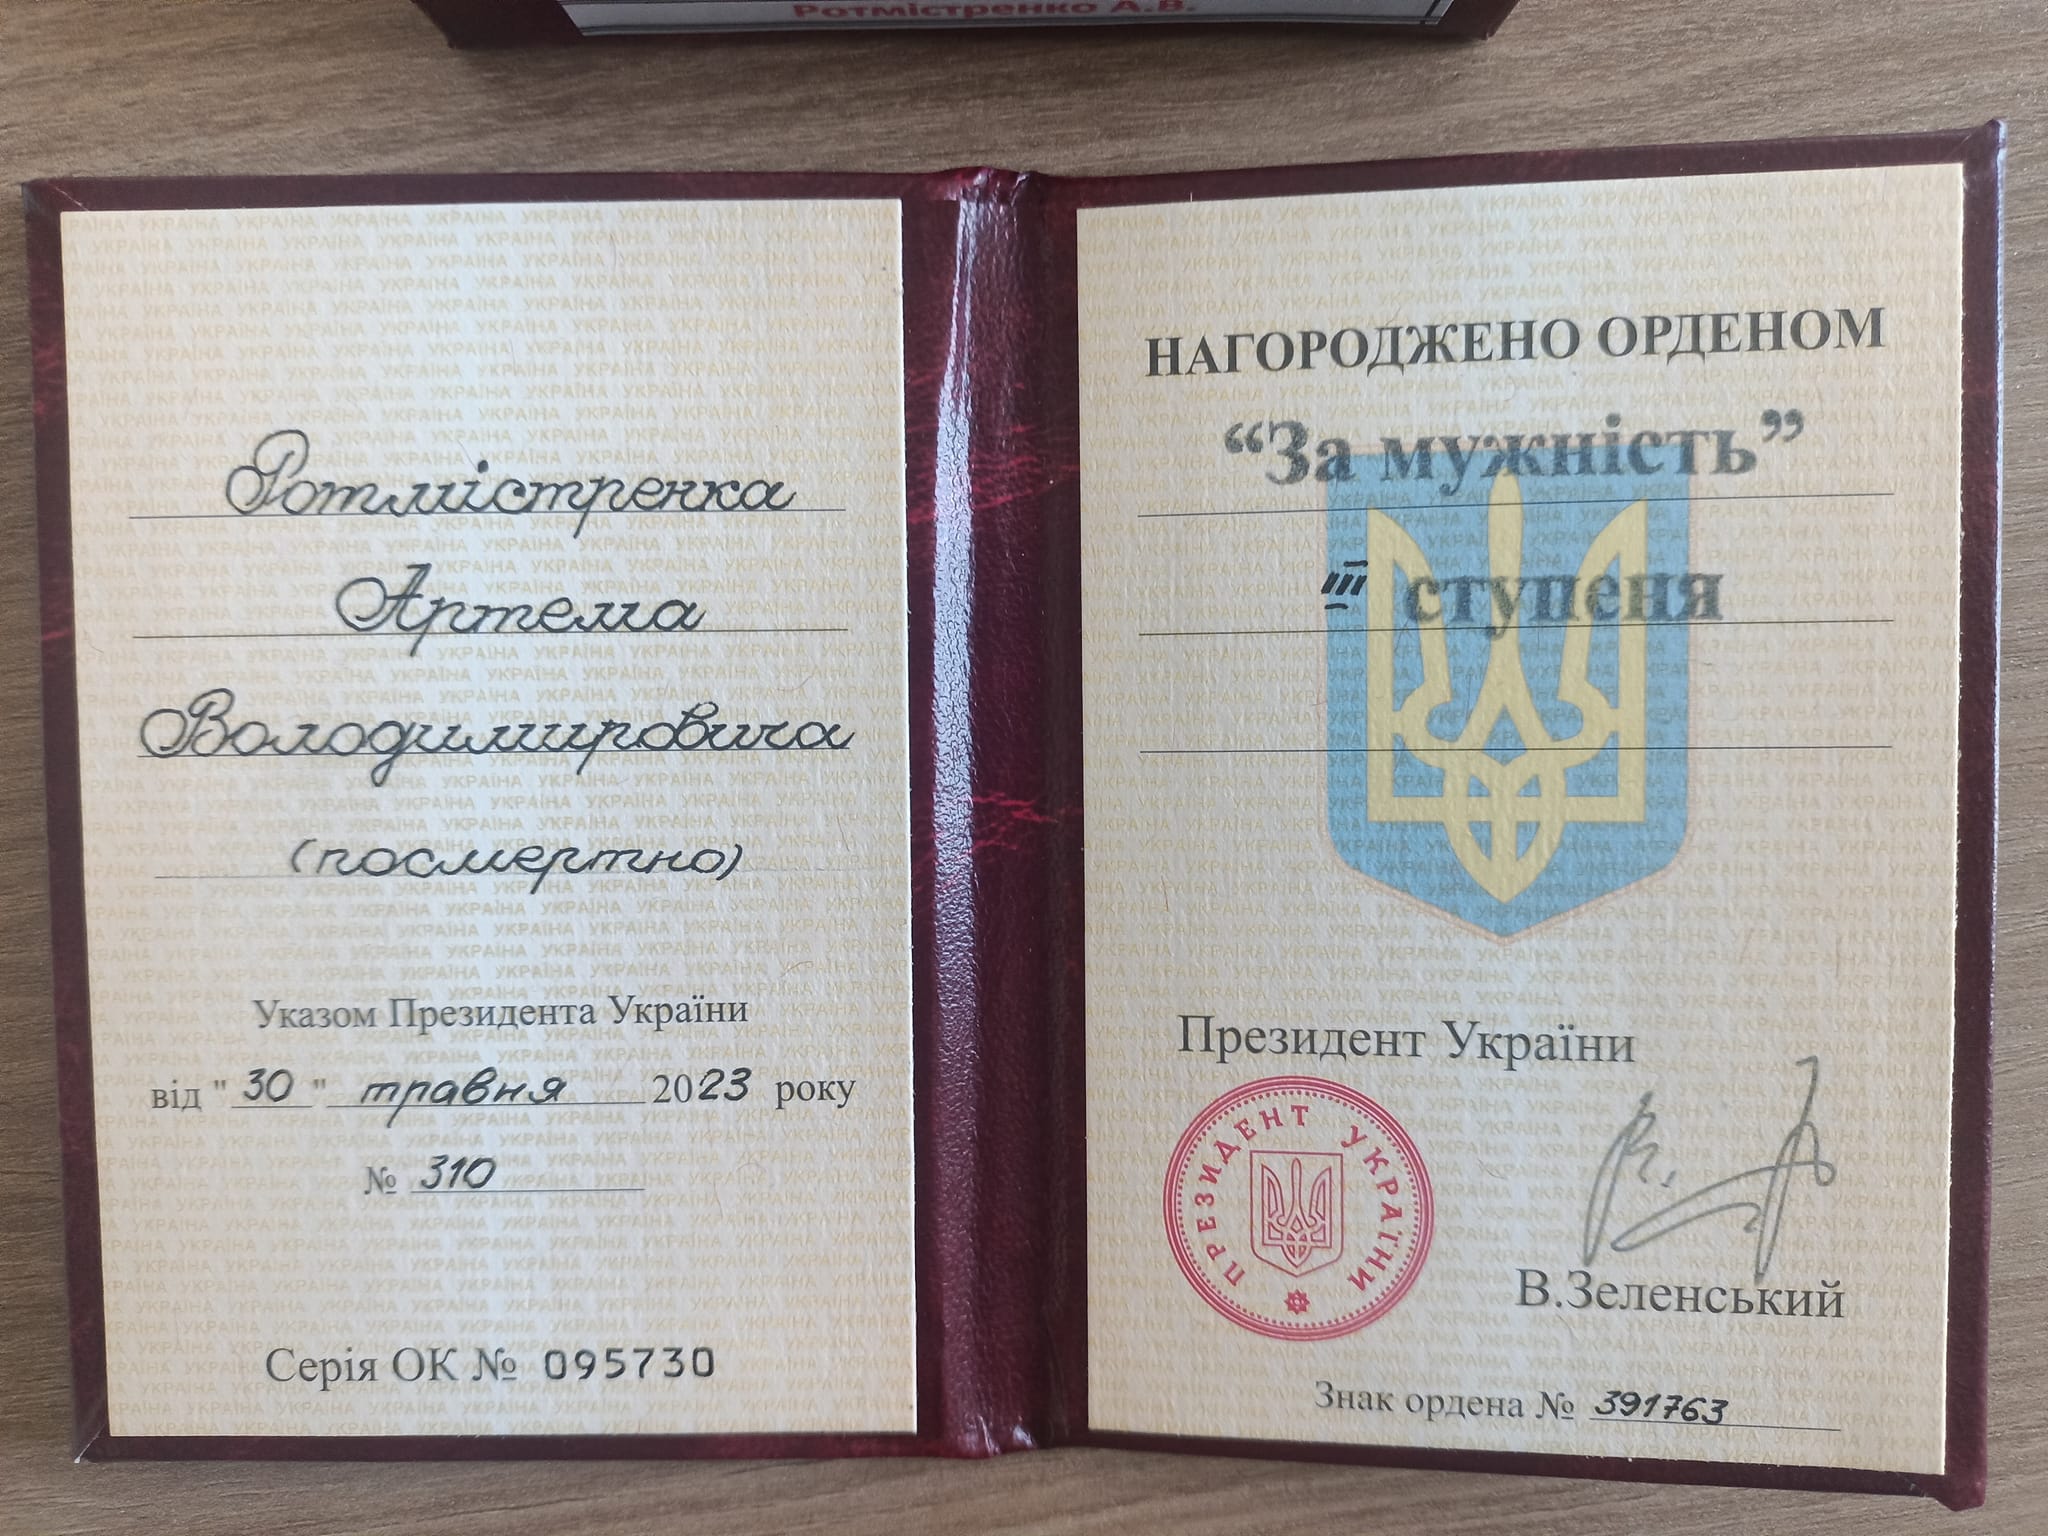 Ротмістренко А.В.
Ротмістренка
Артема
Володимировича
(посмертно)
Указом Президента України
від "30" травня 2023 року
№ 310
Серія ОК № 095730
НАГОРОДЖЕНО ОРДЕНОМ
“За мужність”
III ступеня
Президент України
ПРЕЗИДЕНТ УКРАЇНИ
В.Зеленський
Знак ордена № 391763